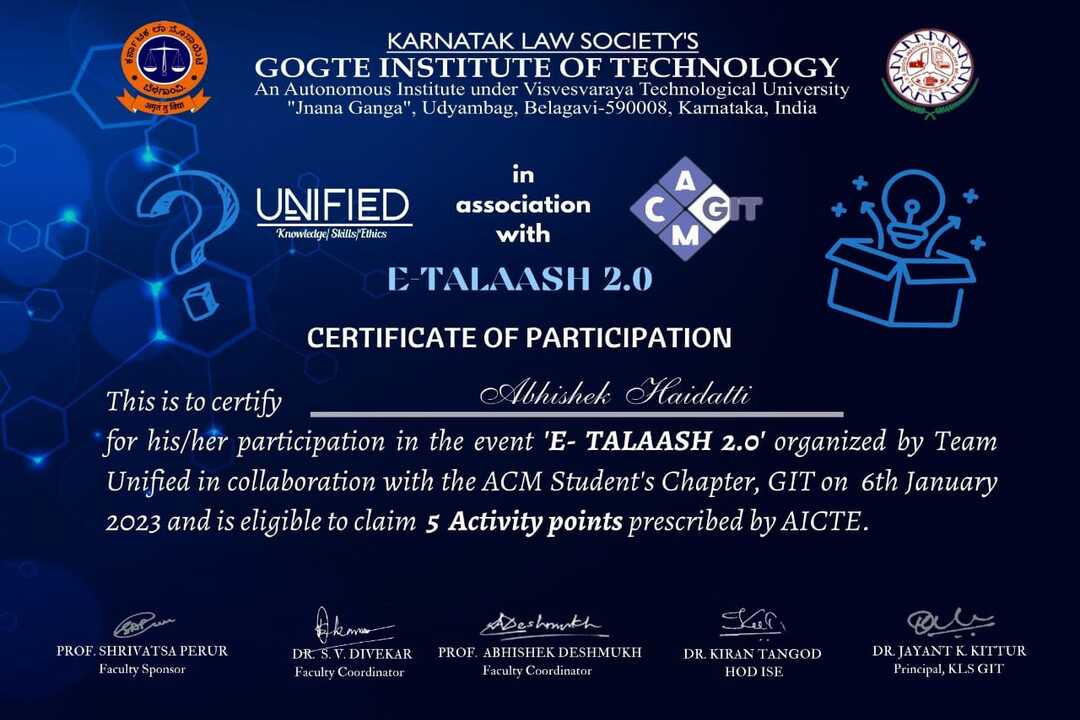 ಕರ್ನಾಟಕ ಲಾ ಸೊಸಾಯಿಟಿ
ಬೆಳಗಾಂವಿ.
अमृतं तु विद्या
KARNATAK LAW SOCIETY'S
GOGTE INSTITUTE OF TECHNOLOGY
An Autonomous Institute under Visvesvaraya Technological University
"Jnana Ganga", Udyambag, Belagavi-590008, Karnataka, India
UNIFIED
Knowledge/Skills/Ethics
in
association
with
A
C GIT
M
E-TALAASH 2.0
CERTIFICATE OF PARTICIPATION
This is to certify Abhishek Haidatti
for his/her participation in the event 'E- TALAASH 2.0' organized by Team
Unified in collaboration with the ACM Student's Chapter, GIT on 6th January
2023 and is eligible to claim 5 Activity points prescribed by AICTE.
PROF. SHRIVATSA PERUR
Faculty Sponsor
DR. S. V. DIVEKAR
Faculty Coordinator
ADeshmukh
PROF. ABHISHEK DESHMUKH
Faculty Coordinator
DR. KIRAN TANGOD
HOD ISE
DR. JAYANT K. KITTUR
Principal, KLS GIT